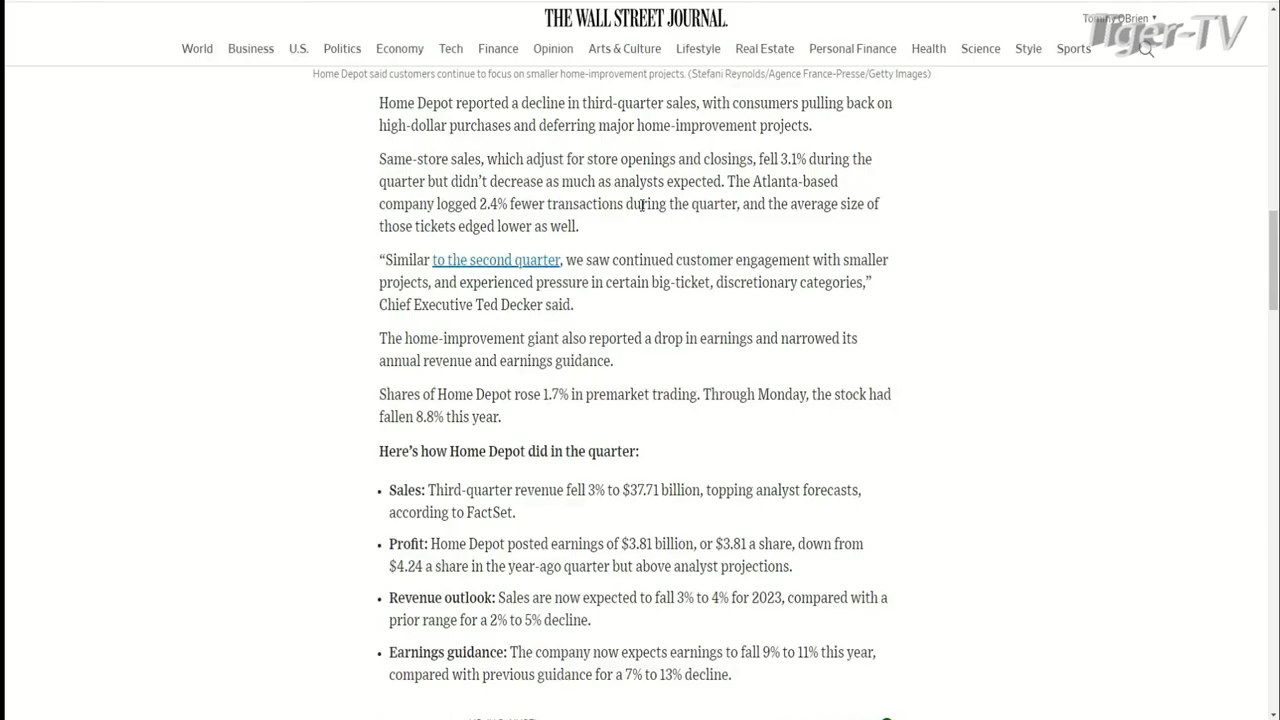 THE WALL STREET JOURNAL.
Tommy OBrien
Tiger-TV
World Business U.S. Politics Economy Tech Finance Opinion Arts & Culture Lifestyle Real Estate Personal Finance Health Science Style Sports
Home Depot said customers continue to focus on smaller home-improvement projects. (Stefani Reynolds/Agence France-Presse/Getty Images)
Home Depot reported a decline in third-quarter sales, with consumers pulling back on
high-dollar purchases and deferring major home-improvement projects.
Same-store sales, which adjust for store openings and closings, fell 3.1% during the
quarter but didn’t decrease as much as analysts expected. The Atlanta-based
company logged 2.4% fewer transactions during the quarter, and the average size of
those tickets edged lower as well.
“Similar to the second quarter, we saw continued customer engagement with smaller
projects, and experienced pressure in certain big-ticket, discretionary categories,”
Chief Executive Ted Decker said.
The home-improvement giant also reported a drop in earnings and narrowed its
annual revenue and earnings guidance.
Shares of Home Depot rose 1.7% in premarket trading. Through Monday, the stock had
fallen 8.8% this year.
Here’s how Home Depot did in the quarter:
• Sales: Third-quarter revenue fell 3% to $37.71 billion, topping analyst forecasts,
according to FactSet.
• Profit: Home Depot posted earnings of $3.81 billion, or $3.81 a share, down from
$4.24 a share in the year-ago quarter but above analyst projections.
• Revenue outlook: Sales are now expected to fall 3% to 4% for 2023, compared with a
prior range for a 2% to 5% decline.
• Earnings guidance: The company now expects earnings to fall 9% to 11% this year,
compared with previous guidance for a 7% to 13% decline.